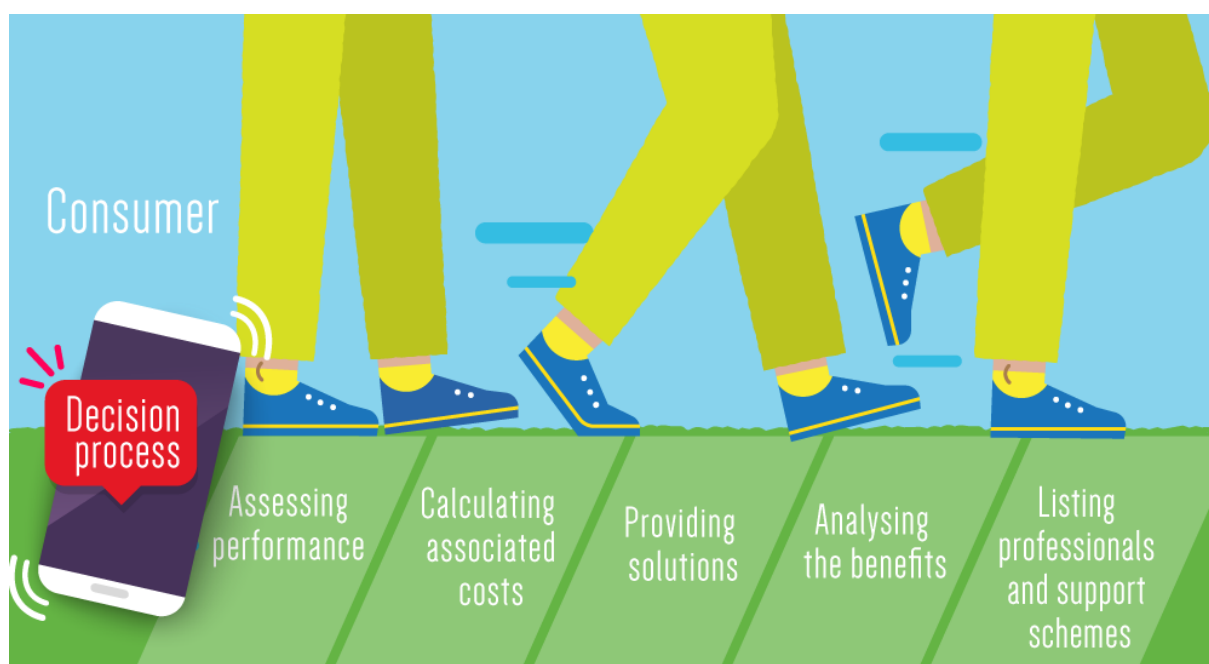 Consumer
Decision
process
Assessing
performance
Calculating
associated
costs
Providing
solutions
Analysing
the benefits
Listing
professionals
and support
schemes